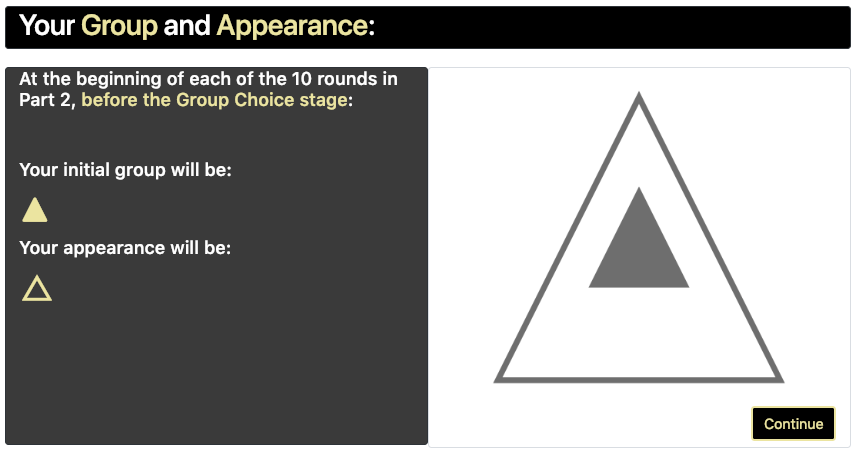 Your Group and Appearance:
At the beginning of each of the 10 rounds in
Part 2, before the Group Choice stage:
Your initial group will be:
Your appearance will be:
Continue